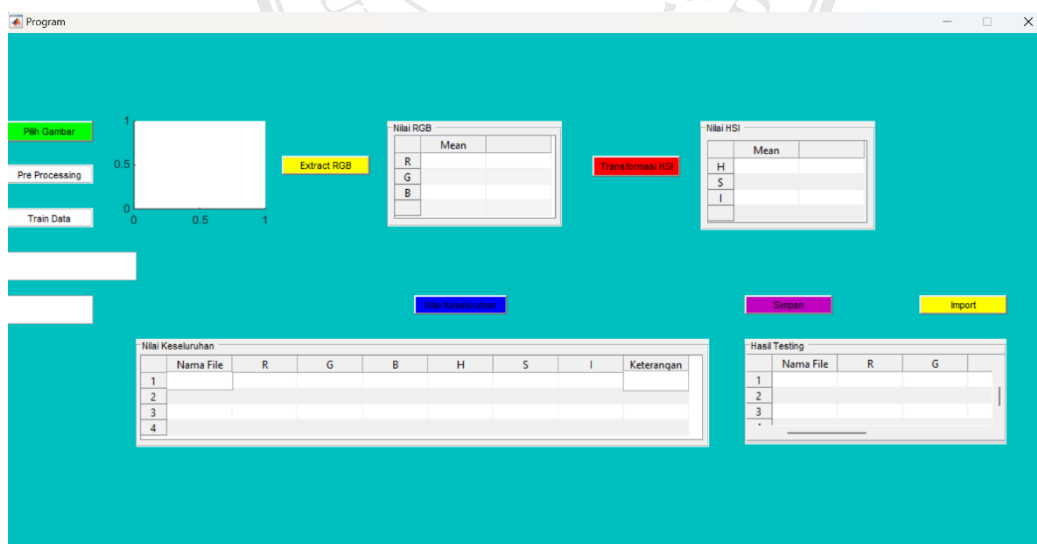 Program
Pilih Gambar
Pre Processing
Train Data
1
0.5
0
0
0.5
1
Extract RGB
Nilai RGB
Mean
R
G
B
Transformasi HSI
Nilai HSI
Mean
H
S
I
Nilai Keseluruhan
Simpan
Import
Nilai Keseluruhan
Nama File R G B H S I Keterangan
1
2
3
4
Hasil Testing
Nama File R G
1
2
3